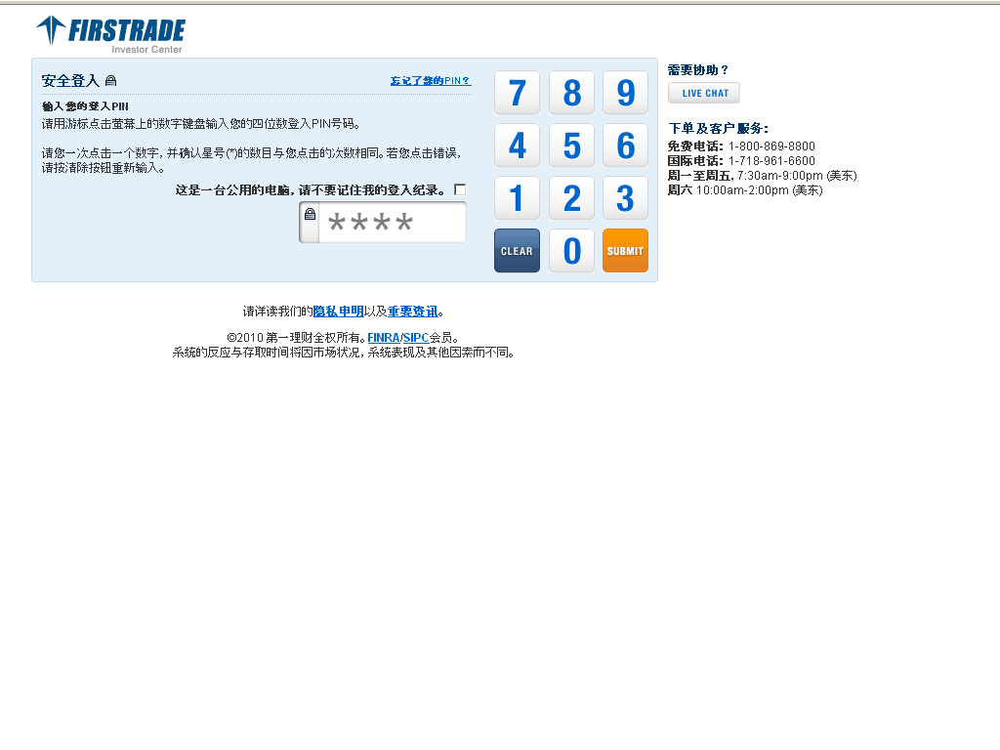 FIRSTRADE
Investor Center
安全登入
忘记了您的PIN?
输入您的登入PIN
请用游标点击萤幕上的数字键盘输入您的四位数登入PIN号码。
请您一次点击一个数字, 并确认星号(*)的数目与您点击的次数相同。若您点击错误,
请按清除按钮重新输入。
这是一台公用的电脑, 请不要记住我的登入纪录。
****
7 8 9
4 5 6
1 2 3
CLEAR 0 SUBMIT
需要协助?
LIVE CHAT
下单及客户服务:
免费电话: 1-800-869-8800
国际电话: 1-718-961-6600
周一至周五, 7:30am-9:00pm (美东)
周六 10:00am-2:00pm (美东)
请详读我们的隐私申明以及重要资讯。
©2010 第一理财全权所有。FINRA/SIPC会员。
系统的反应与存取时间将因市场状况, 系统表现及其他因素而不同。